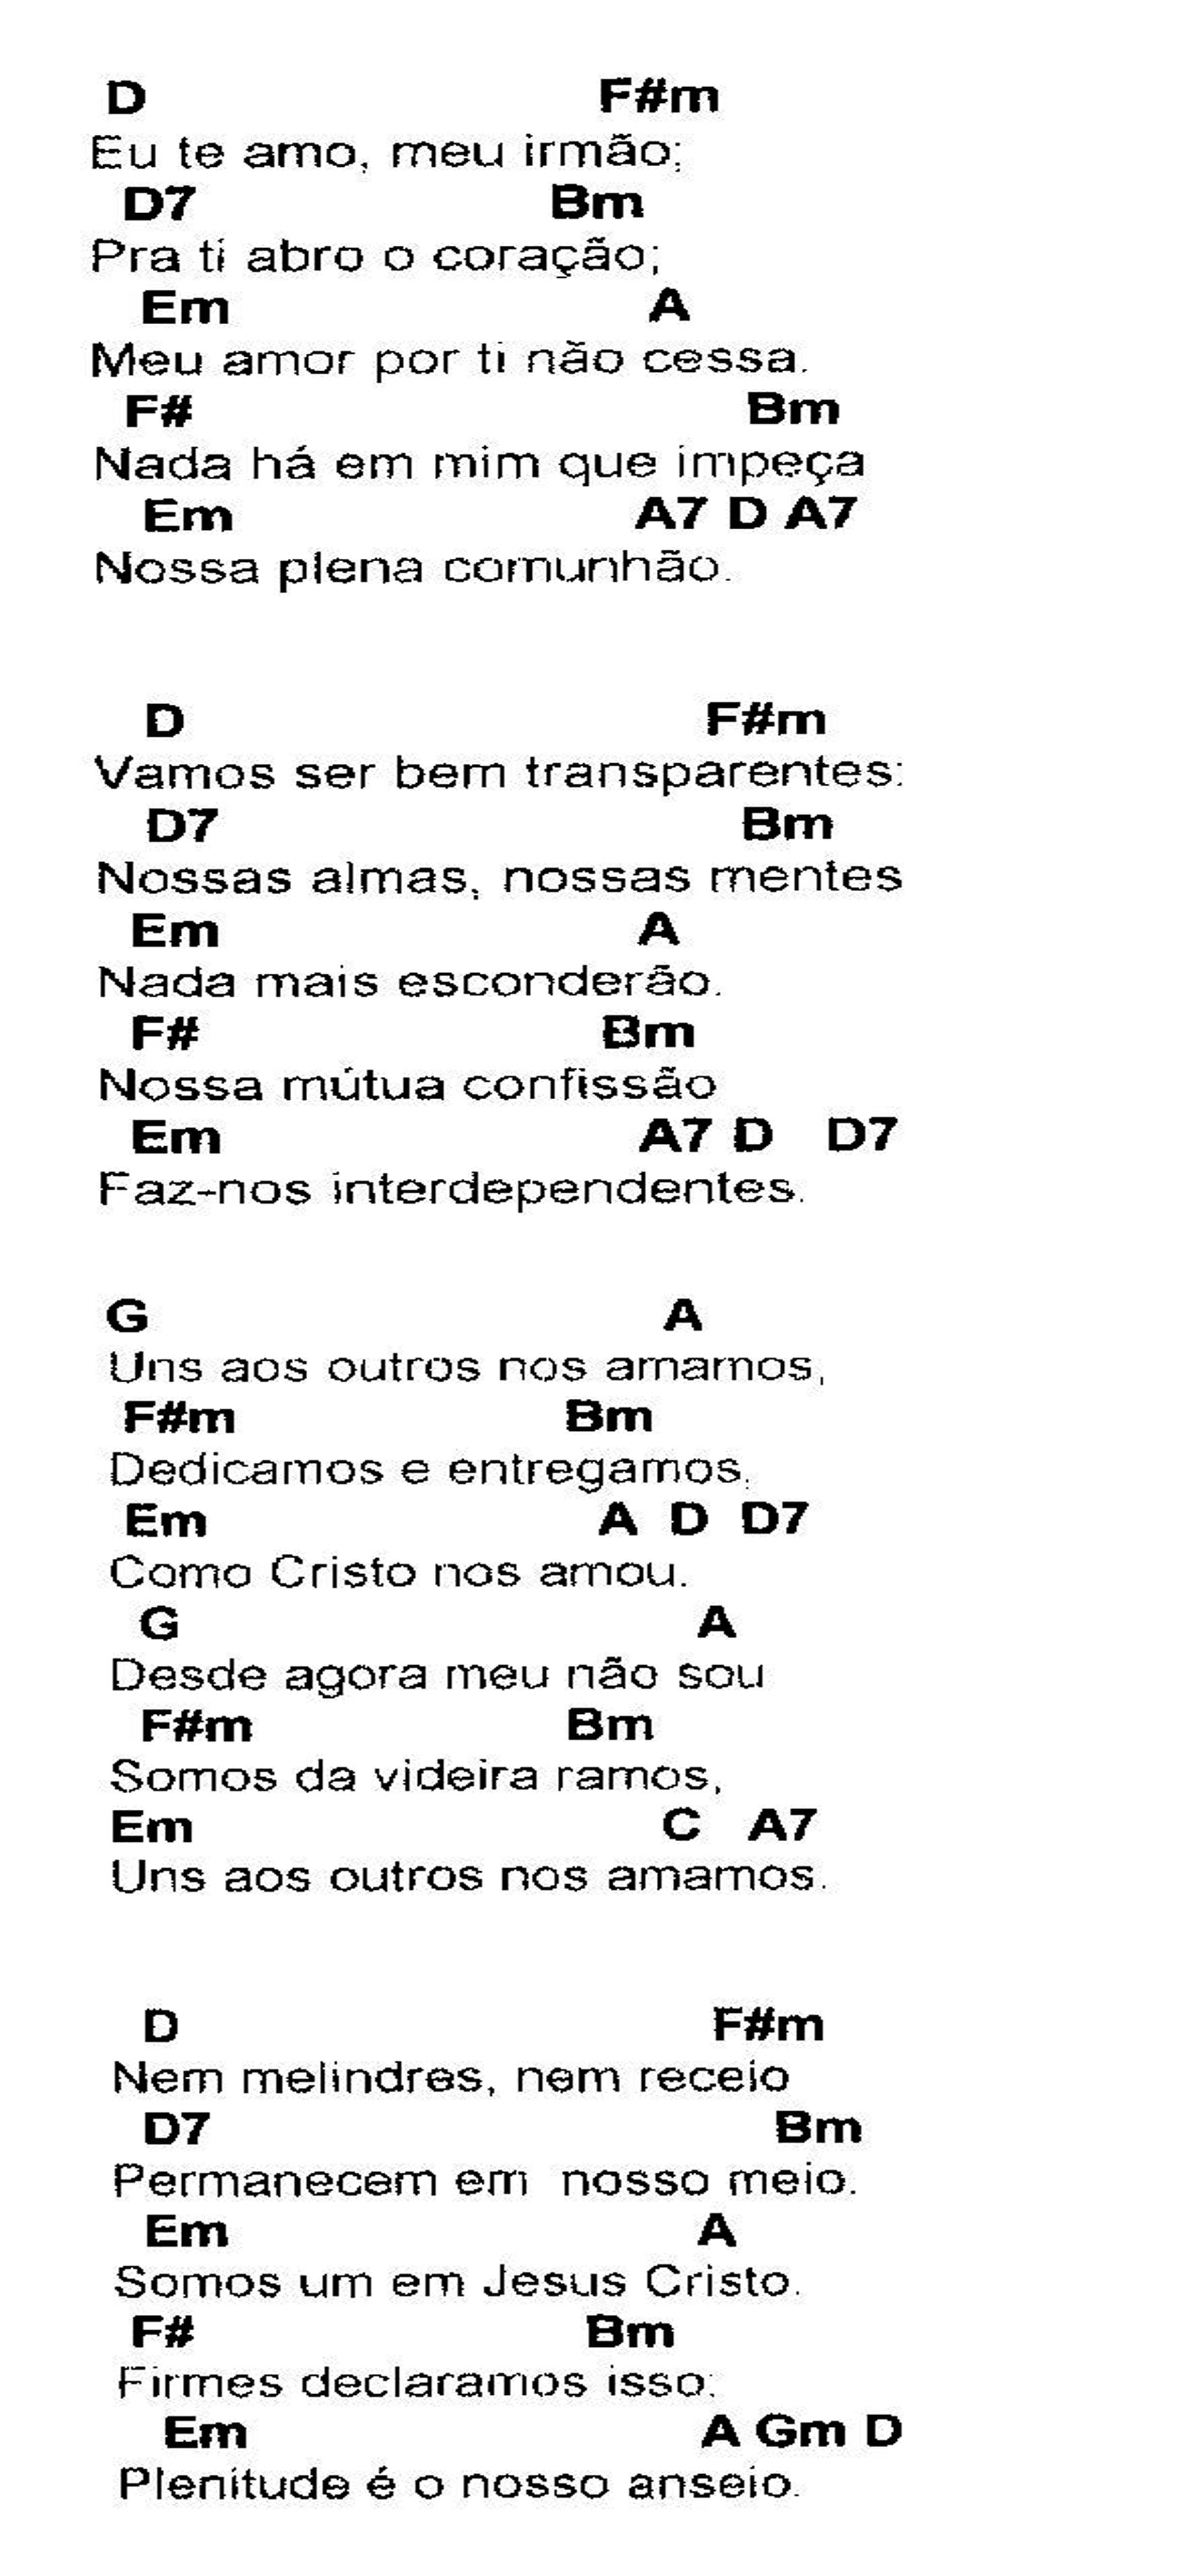 D F#m
Eu te amo, meu irmão;
D7 Bm
Pra ti abro o coração;
Em A
Meu amor por ti não cessa.
F# Bm
Nada há em mim que impeça
Em A7 D A7
Nossa plena comunhão.
D F#m
Vamos ser bem transparentes:
D7 Bm
Nossas almas, nossas mentes
Em A
Nada mais esconderão.
F# Bm
Nossa mútua confissão
Em A7 D D7
Faz-nos interdependentes.
G A
Uns aos outros nos amamos,
F#m Bm
Dedicamos e entregamos,
Em A D D7
Como Cristo nos amou.
G A
Desde agora meu não sou
F#m Bm
Somos da videira ramos,
Em C A7
Uns aos outros nos amamos.
D F#m
Nem melindres, nem receio
D7 Bm
Permanecem em nosso meio.
Em A
Somos um em Jesus Cristo.
F# Bm
Firmes declaramos isso:
Em A Gm D
Plenitude é o nosso anseio.